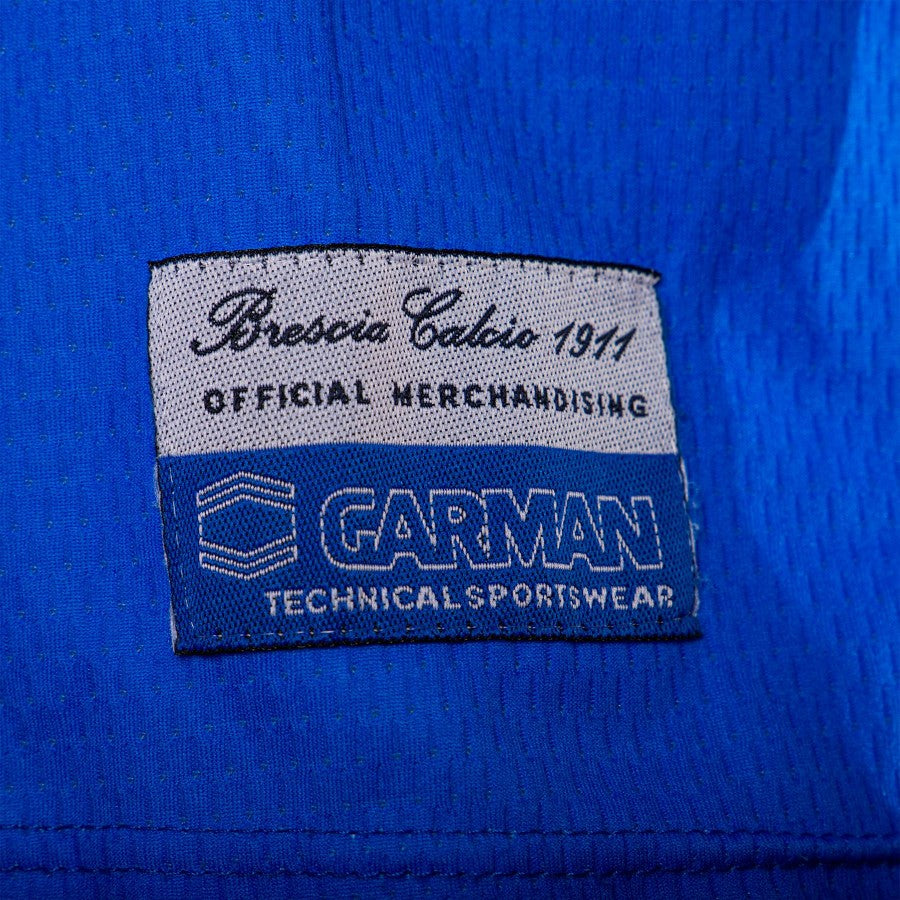 Brescia Calcio 1911
OFFICIAL MERCHANDISING
GARMAN
TECHNICAL SPORTSWEAR